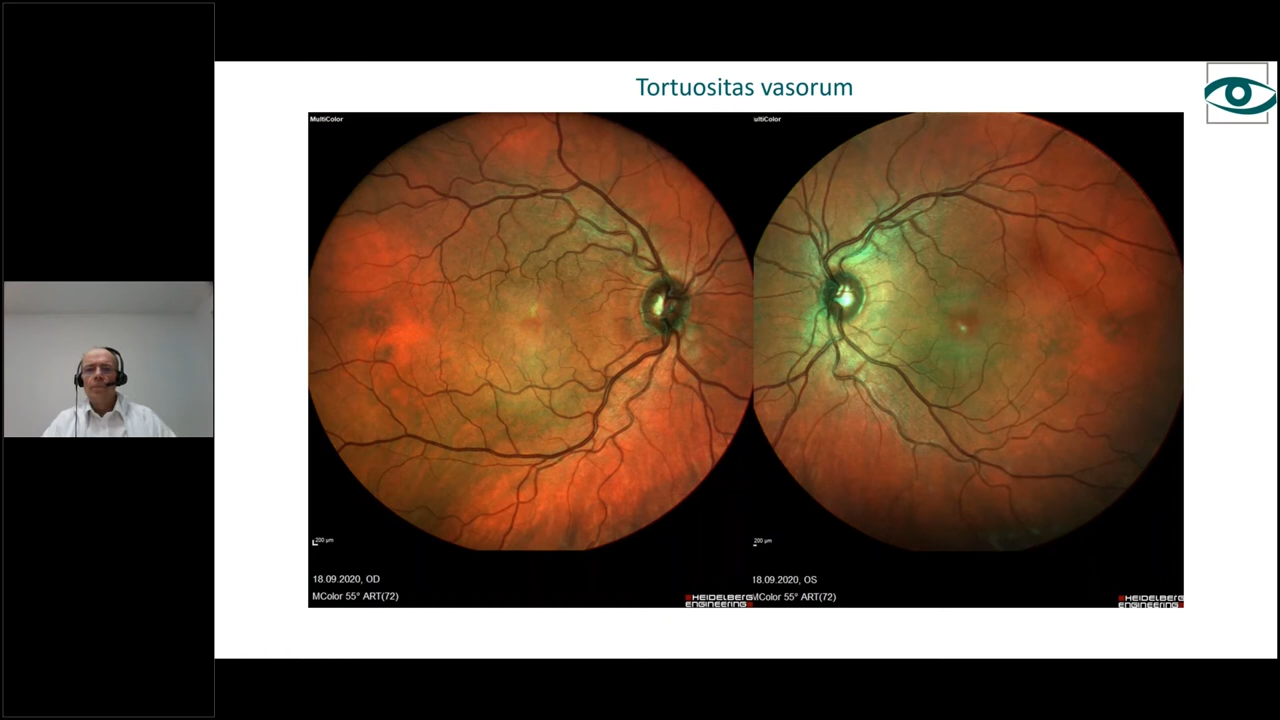 Tortuositas vasorum
MultiColor
ultiColor
200 µm
200 µm
18.09.2020, OD
MColor 55° ART(72)
HEIDELBERG
ENGINEERING
18.09.2020, OS
MColor 55° ART(72)
HEIDELBERG
ENGINEERING